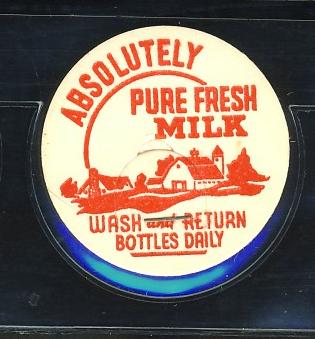 ABSOLUTELY
PURE FRESH
MILK
WASH and RETURN
BOTTLES DAILY